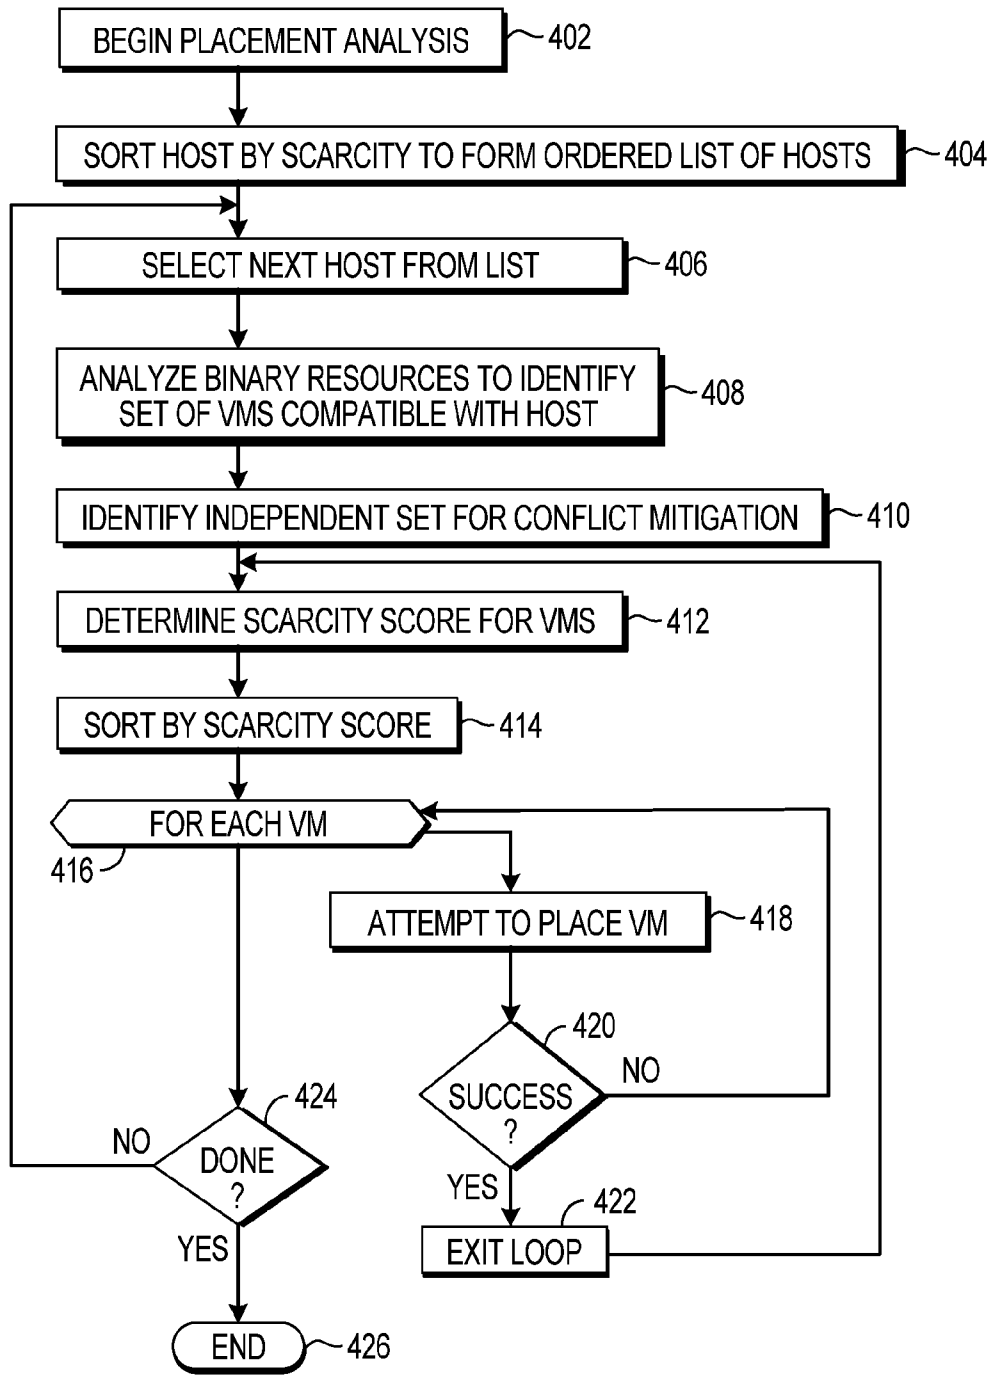 BEGIN PLACEMENT ANALYSIS
402
SORT HOST BY SCARCITY TO FORM ORDERED LIST OF HOSTS
404
SELECT NEXT HOST FROM LIST
406
ANALYZE BINARY RESOURCES TO IDENTIFY
SET OF VMS COMPATIBLE WITH HOST
408
IDENTIFY INDEPENDENT SET FOR CONFLICT MITIGATION
410
DETERMINE SCARCITY SCORE FOR VMS
412
SORT BY SCARCITY SCORE
414
FOR EACH VM
416
ATTEMPT TO PLACE VM
418
420
SUCCESS
?
NO
YES
422
EXIT LOOP
424
DONE
?
NO
YES
END
426